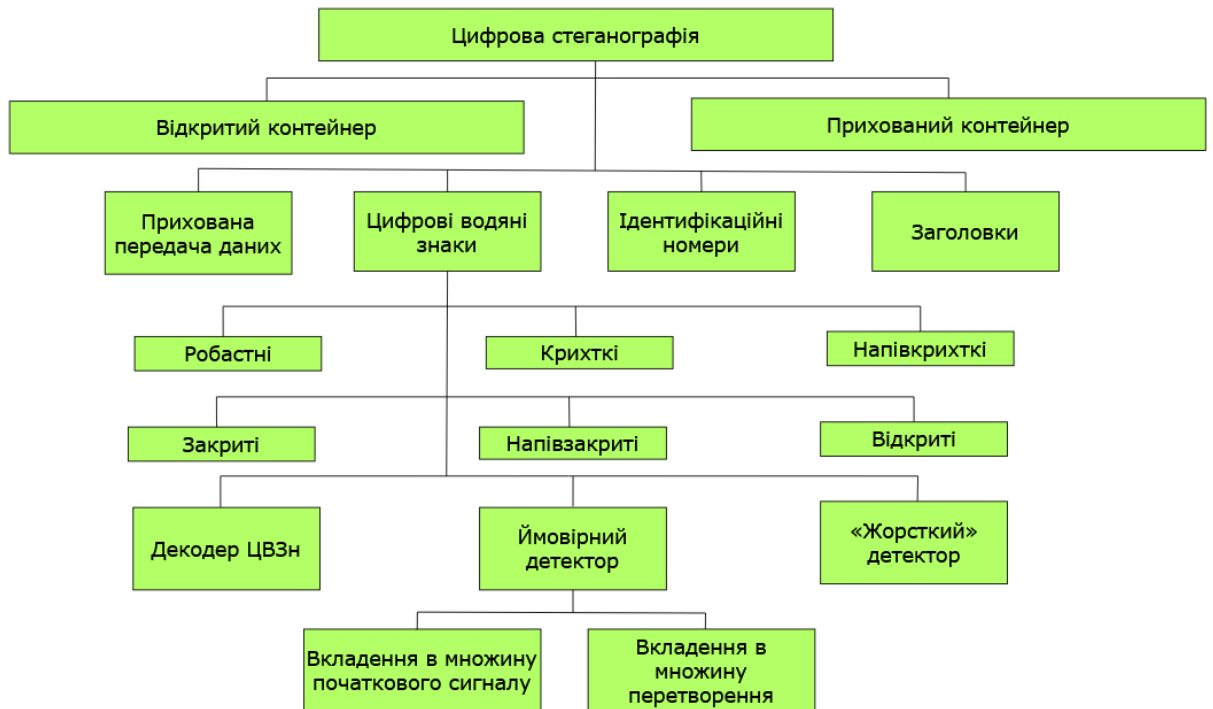 Цифрова стеганографія
Відкритий контейнер
Прихований контейнер
Прихована
передача даних
Цифрові водяні
знаки
Ідентифікаційні
номери
Заголовки
Робастні
Крихткі
Напівкрихткі
Закриті
Напівзакриті
Відкриті
Декодер ЦВЗн
Ймовірний
детектор
«Жорсткий»
детектор
Вкладення в множину
початкового сигналу
Вкладення в
множину
перетворення